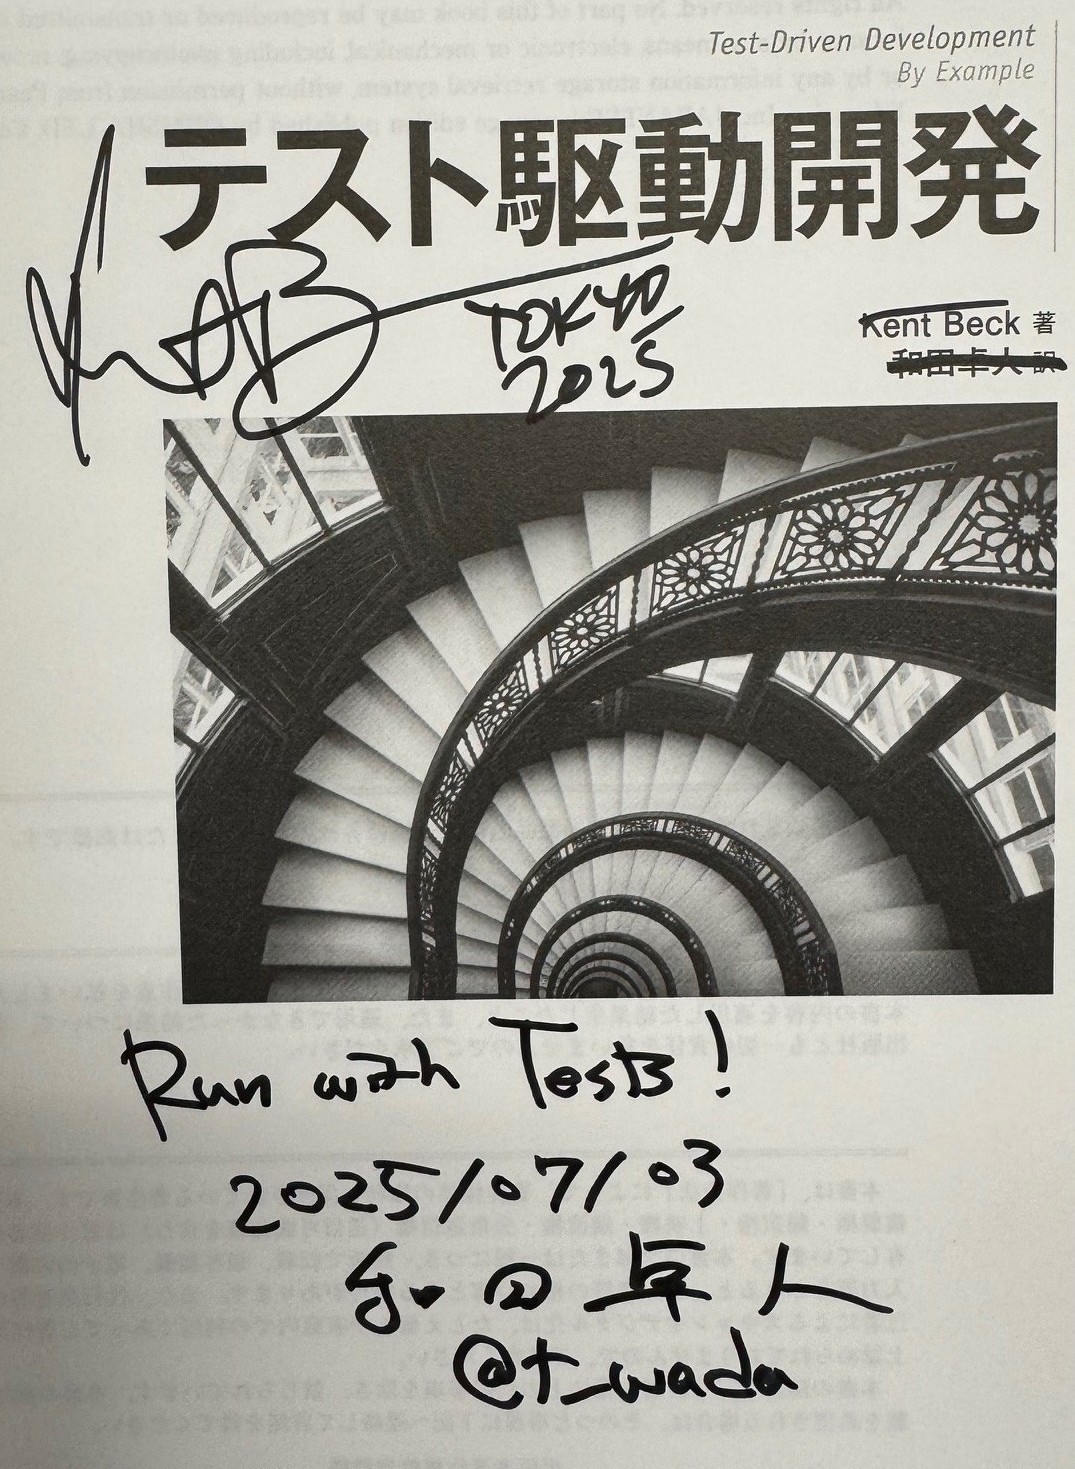 Test-Driven Development
By Example
テスト駆動開発
TOKYO
2025
Kent Beck 著
和田卓人 訳
Run with Tests!
2025/07/03
和田卓人
@t_wada